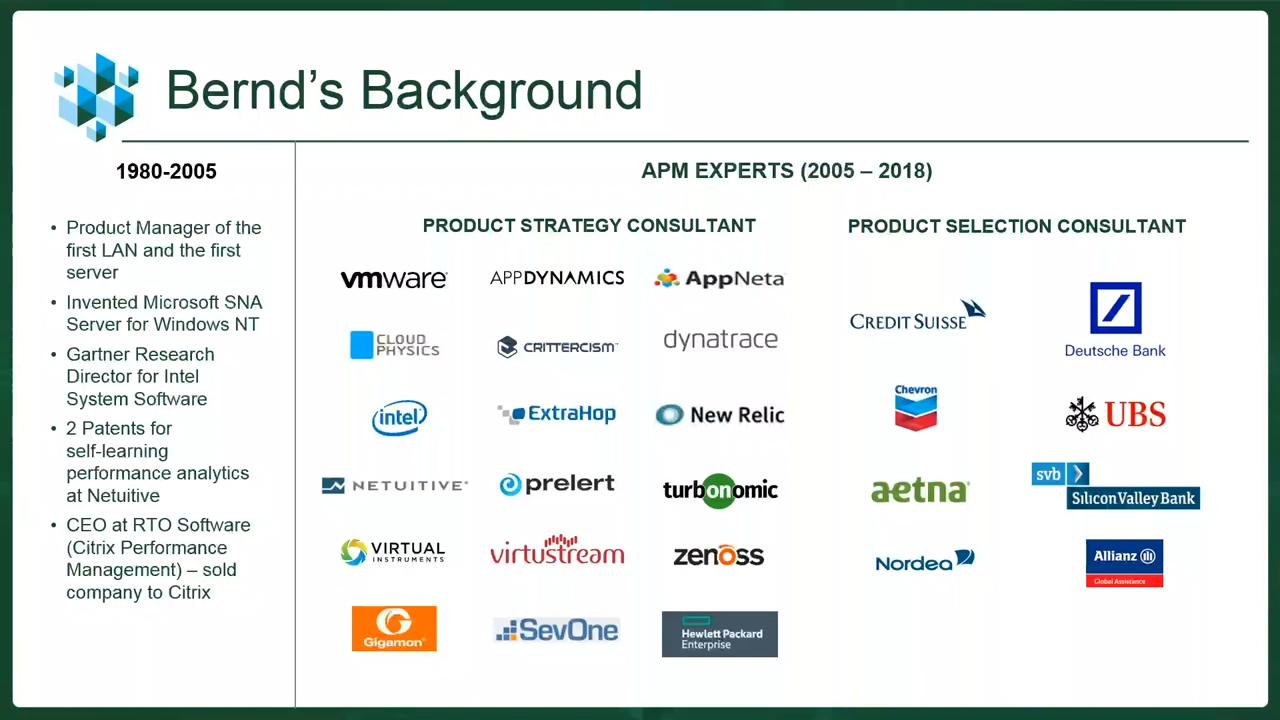 Bernd's Background
1980-2005
• Product Manager of the
first LAN and the first
server
• Invented Microsoft SNA
Server for Windows NT
• Gartner Research
Director for Intel
System Software
• 2 Patents for
self-learning
performance analytics
at Netuitive
• CEO at RTO Software
(Citrix Performance
Management) – sold
company to Citrix
APM EXPERTS (2005 – 2018)
PRODUCT STRATEGY CONSULTANT
vmware APPDYNAMICS AppNeta
CLOUD
PHYSICS
CRITTERCISM
dynatrace
intel ExtraHop New Relic
NETUITIVE prelert turbonomic
VIRTUAL
INSTRUMENTS
virtustream
zenoss
Gigamon
SevOne
Hewlett Packard
Enterprise
PRODUCT SELECTION CONSULTANT
CREDIT SUISSE
Deutsche Bank
Chevron
UBS
aetna
svb
Silicon Valley Bank
Nordea
Allianz
Global Assistance